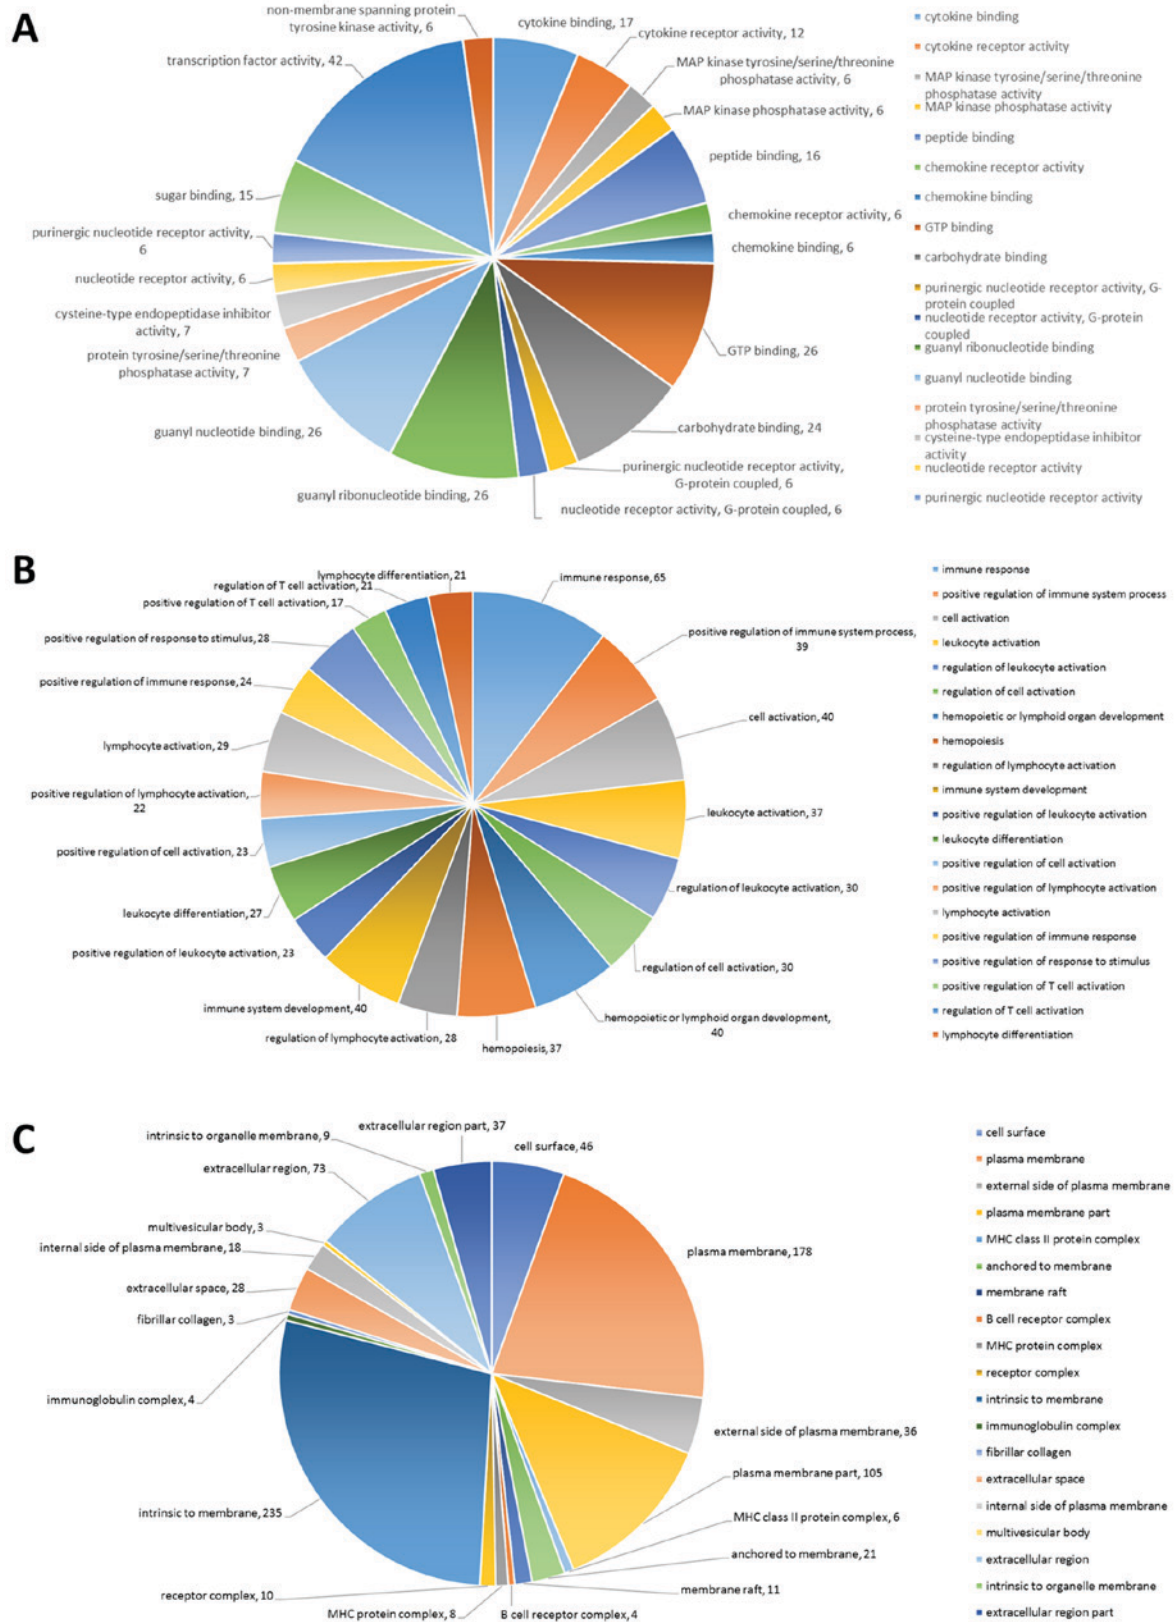 A
non-membrane spanning protein
tyrosine kinase activity, 6
cytokine binding, 17
cytokine receptor activity, 12
MAP kinase tyrosine/serine/threonine
phosphatase activity, 6
MAP kinase phosphatase activity, 6
peptide binding, 16
chemokine receptor activity, 6
chemokine binding, 6
GTP binding, 26
carbohydrate binding, 24
purinergic nucleotide receptor activity,
G-protein coupled, 6
nucleotide receptor activity, G-protein coupled, 6
guanyl ribonucleotide binding, 26
guanyl nucleotide binding, 26
protein tyrosine/serine/threonine
phosphatase activity, 7
cysteine-type endopeptidase inhibitor
activity, 7
nucleotide receptor activity, 6
purinergic nucleotide receptor activity,
6
sugar binding, 15
transcription factor activity, 42
cytokine binding
cytokine receptor activity
MAP kinase tyrosine/serine/threonine
phosphatase activity
MAP kinase phosphatase activity
peptide binding
chemokine receptor activity
chemokine binding
GTP binding
carbohydrate binding
purinergic nucleotide receptor activity, G-
protein coupled
nucleotide receptor activity, G-protein
coupled
guanyl ribonucleotide binding
guanyl nucleotide binding
protein tyrosine/serine/threonine
phosphatase activity
cysteine-type endopeptidase inhibitor
activity
nucleotide receptor activity
purinergic nucleotide receptor activity
B
immune response, 65
positive regulation of immune system process,
39
cell activation, 40
leukocyte activation, 37
regulation of leukocyte activation, 30
regulation of cell activation, 30
hemopoietic or lymphoid organ development,
40
hemopoiesis, 37
regulation of lymphocyte activation, 28
immune system development, 40
positive regulation of leukocyte activation, 23
leukocyte differentiation, 27
positive regulation of cell activation, 23
positive regulation of lymphocyte activation,
22
lymphocyte activation, 29
positive regulation of immune response, 24
positive regulation of response to stimulus, 28
positive regulation of T cell activation, 17
regulation of T cell activation, 21
lymphocyte differentiation, 21
immune response
positive regulation of immune system process
cell activation
leukocyte activation
regulation of leukocyte activation
regulation of cell activation
hemopoietic or lymphoid organ development
hemopoiesis
regulation of lymphocyte activation
immune system development
positive regulation of leukocyte activation
leukocyte differentiation
positive regulation of cell activation
positive regulation of lymphocyte activation
lymphocyte activation
positive regulation of immune response
positive regulation of response to stimulus
positive regulation of T cell activation
regulation of T cell activation
lymphocyte differentiation
C
cell surface, 46
plasma membrane, 178
external side of plasma membrane, 36
plasma membrane part, 105
MHC class II protein complex, 6
anchored to membrane, 21
membrane raft, 11
B cell receptor complex, 4
MHC protein complex, 8
receptor complex, 10
intrinsic to membrane, 235
immunoglobulin complex, 4
fibrillar collagen, 3
extracellular space, 28
internal side of plasma membrane, 18
multivesicular body, 3
extracellular region, 73
intrinsic to organelle membrane, 9
extracellular region part, 37
cell surface
plasma membrane
external side of plasma membrane
plasma membrane part
MHC class II protein complex
anchored to membrane
membrane raft
B cell receptor complex
MHC protein complex
receptor complex
intrinsic to membrane
immunoglobulin complex
fibrillar collagen
extracellular space
internal side of plasma membrane
multivesicular body
extracellular region
intrinsic to organelle membrane
extracellular region part